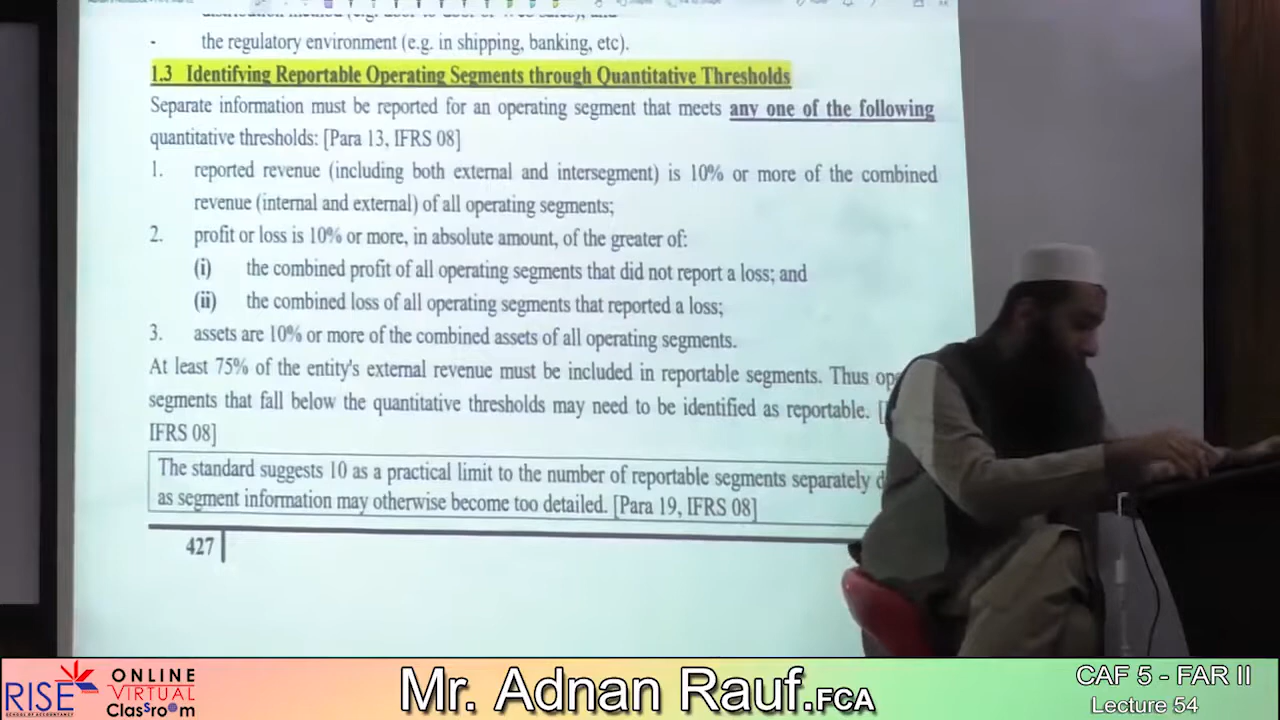 - the regulatory environment (e.g. in shipping, banking, etc).
1.3 Identifying Reportable Operating Segments through Quantitative Thresholds
Separate information must be reported for an operating segment that meets any one of the following
quantitative thresholds: [Para 13, IFRS 08]
1. reported revenue (including both external and intersegment) is 10% or more of the combined
revenue (internal and external) of all operating segments;
2. profit or loss is 10% or more, in absolute amount, of the greater of:
(i) the combined profit of all operating segments that did not report a loss; and
(ii) the combined loss of all operating segments that reported a loss;
3. assets are 10% or more of the combined assets of all operating segments.
At least 75% of the entity's external revenue must be included in reportable segments. Thus
segments that fall below the quantitative thresholds may need to be identified as reportable. [
IFRS 08]
The standard suggests 10 as a practical limit to the number of reportable segments separately
as segment information may otherwise become too detailed. [Para 19, IFRS 08]
427
RISE
SCHOOL OF ACCOUNTANCY
ONLINE
VIRTUAL
Classroom
Mr. Adnan Rauf.FCA
CAF 5 - FAR II
Lecture 54